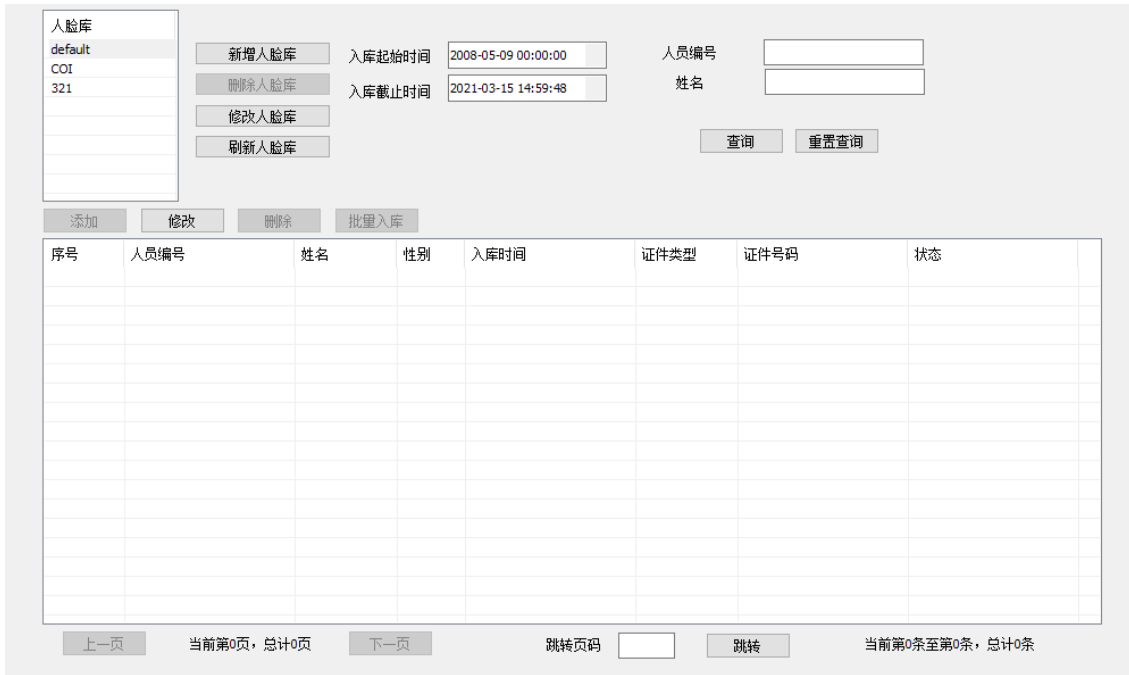 人脸库
default
COI
321
新增人脸库
删除人脸库
修改人脸库
刷新人脸库
入库起始时间 2008-05-09 00:00:00
入库截止时间 2021-03-15 14:59:48
人员编号
姓名
查询 重置查询
添加 修改 删除 批量入库
序号 人员编号 姓名 性别 入库时间 证件类型 证件号码 状态
上一页 当前第0页，总计0页 下一页 跳转页码 跳转 当前第0条至第0条，总计0条